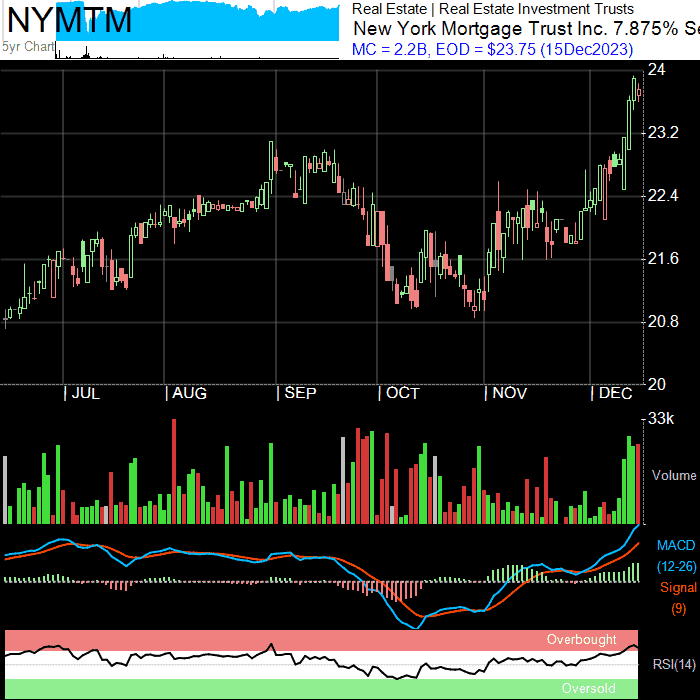 NYMTM
5yr Chart
Real Estate | Real Estate Investment Trusts
New York Mortgage Trust Inc. 7.875% Se
MC = 2.2B, EOD = $23.75 (15Dec2023)
24
23.2
22.4
21.6
20.8
20
| JUL | AUG | SEP | OCT | NOV | DEC
33k
Volume
MACD
(12-26)
Signal
(9)
Overbought
RSI(14)
Oversold